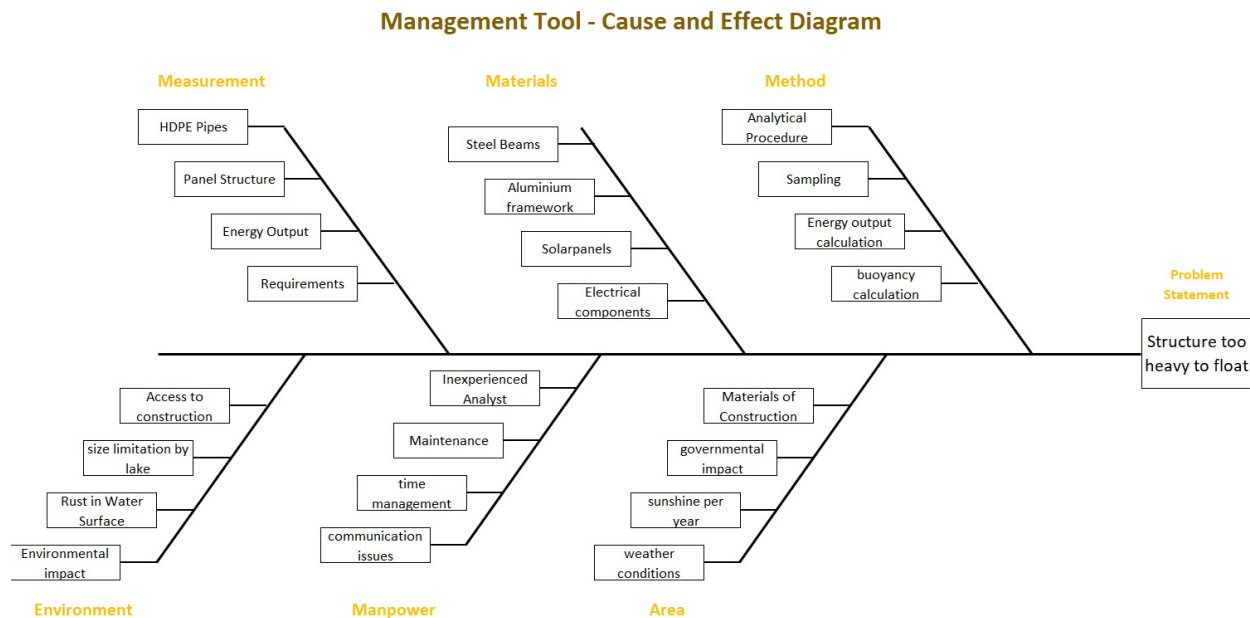 Management Tool - Cause and Effect Diagram
Measurement
Materials
Method
HDPE Pipes
Panel Structure
Energy Output
Requirements
Steel Beams
Aluminium
framework
Solarpanels
Electrical
components
Analytical
Procedure
Sampling
Energy output
calculation
buoyancy
calculation
Problem
Statement
Structure too
heavy to float
Access to
construction
size limitation by
lake
Rust in Water
Surface
Environmental
impact
Inexperienced
Analyst
Maintenance
time
management
communication
issues
Materials of
Construction
governmental
impact
sunshine per
year
weather
conditions
Environment
Manpower
Area